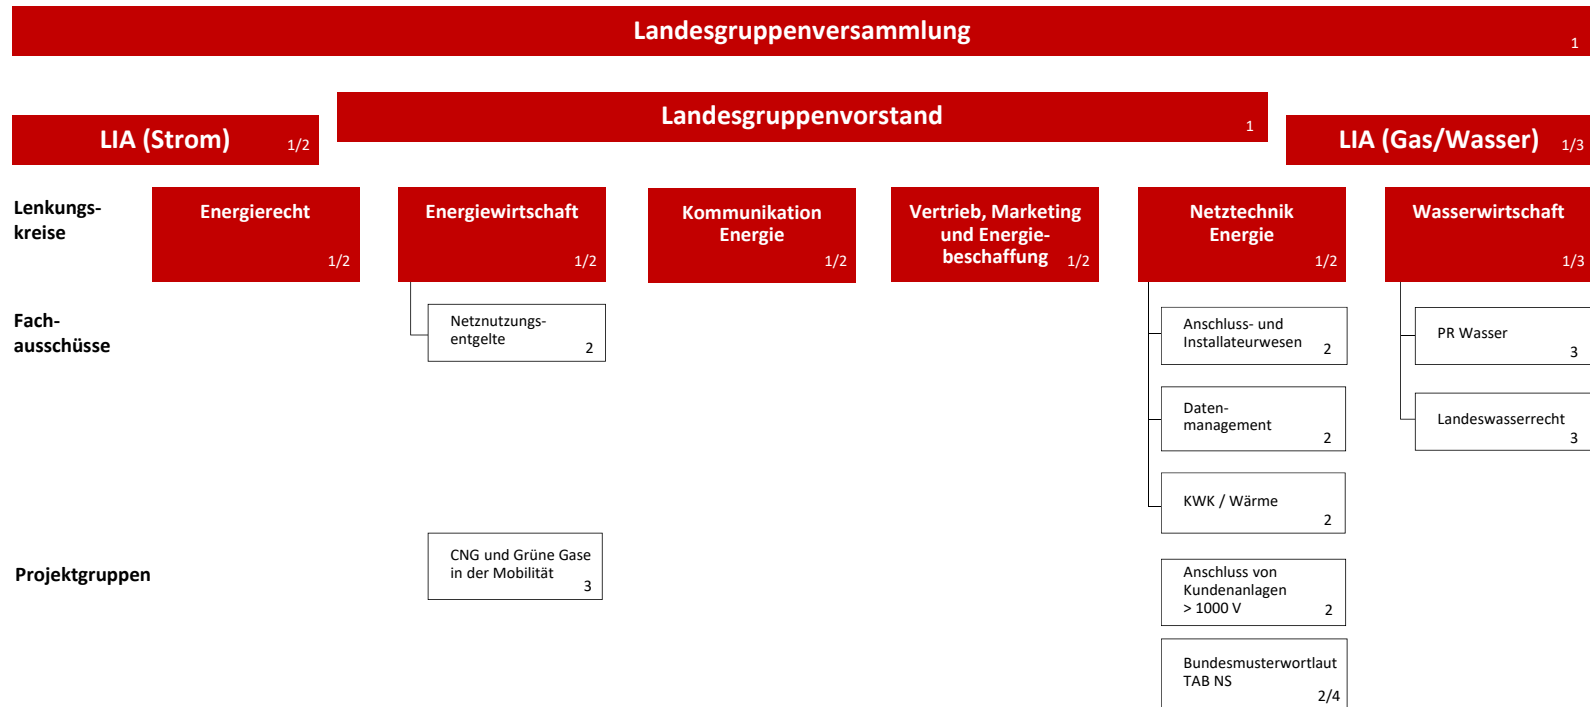 Landesgruppenversammlung
1
Landesgruppenvorstand
1
LIA (Strom)
1/2
LIA (Gas/Wasser)
1/3
Lenkungs-
kreise
Energierecht
1/2
Energiewirtschaft
1/2
Kommunikation
Energie
1/2
Vertrieb, Marketing
und Energie-
beschaffung
1/2
Netztechnik
Energie
1/2
Wasserwirtschaft
1/3
Fach-
ausschüsse
Netznutzungs-
entgelte
2
Anschluss- und
Installateurwesen
2
PR Wasser
3
Daten-
management
2
Landeswasserrecht
3
KWK / Wärme
2
Projektgruppen
CNG und Grüne Gase
in der Mobilität
3
Anschluss von
Kundenanlagen
> 1000 V
2
Bundesmusterwortlaut
TAB NS
2/4